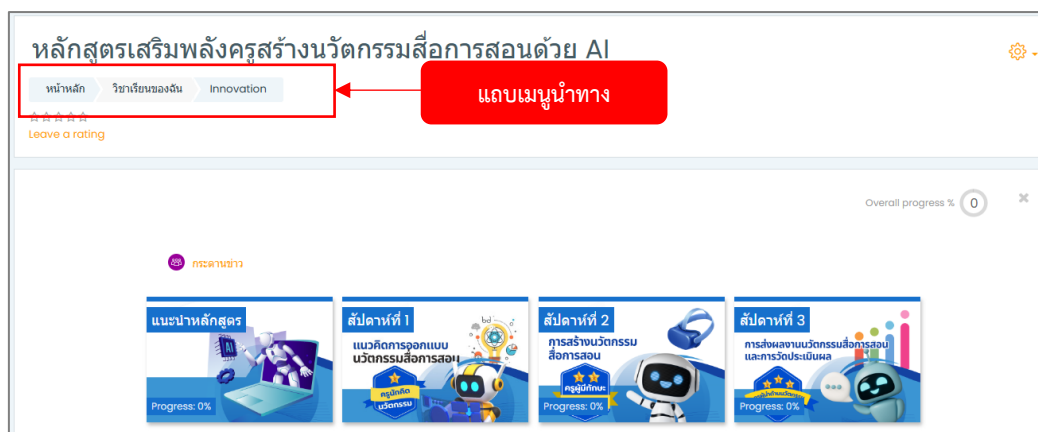 หลักสูตรเสริมพลังครูสร้างนวัตกรรมสื่อการสอนด้วย AI
หน้าหลัก วิชาเรียนของฉัน Innovation
แถบเมนูนำทาง
Leave a rating
Overall progress % 0
กระดานข่าว
แนะนำหลักสูตร
AI
Progress: 0%
สัปดาห์ที่ 1
แนวคิดการออกแบบ
นวัตกรรมสื่อการสอน
ครูนักคิด
นวัตกรรม
Progress: 0%
สัปดาห์ที่ 2
การสร้างนวัตกรรม
สื่อการสอน
ครูผู้มีทักษะ
Progress: 0%
สัปดาห์ที่ 3
การส่งผลงานนวัตกรรมสื่อการสอน
และการวัดประเมินผล
Progress: 0%